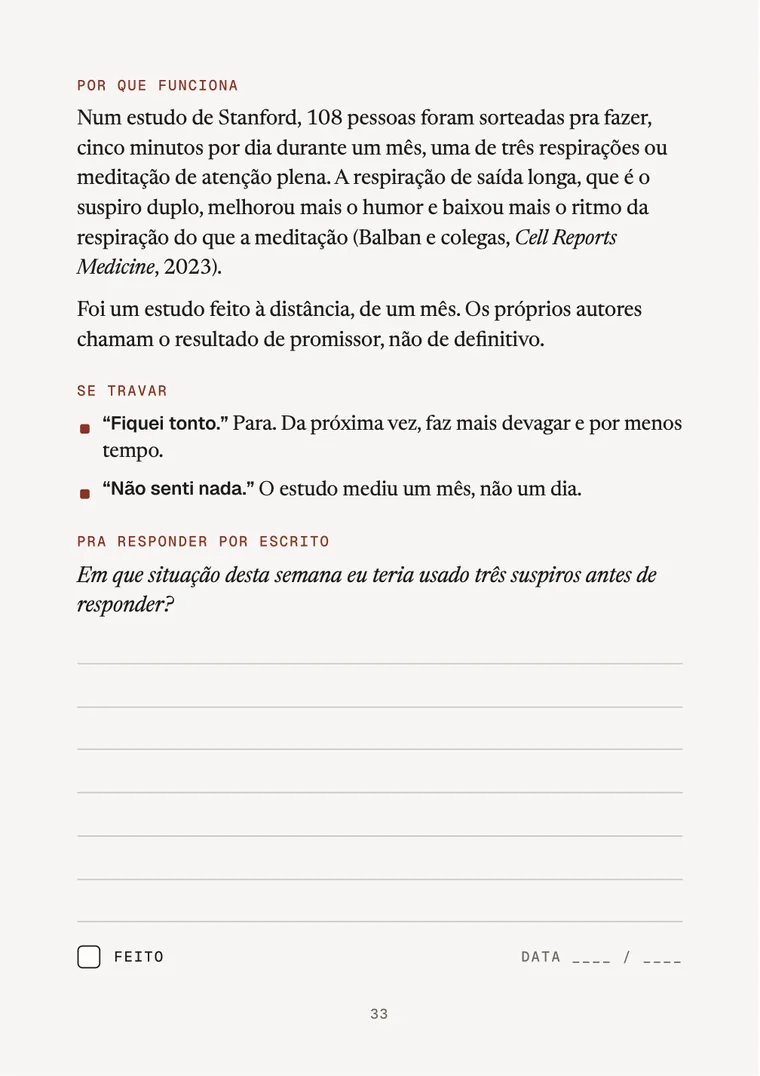 POR QUE FUNCIONA
Num estudo de Stanford, 108 pessoas foram sorteadas pra fazer,
cinco minutos por dia durante um mês, uma de três respirações ou
meditação de atenção plena. A respiração de saída longa, que é o
suspiro duplo, melhorou mais o humor e baixou mais o ritmo da
respiração do que a meditação (Balban e colegas, Cell Reports
Medicine, 2023).
Foi um estudo feito à distância, de um mês. Os próprios autores
chamam o resultado de promissor, não de definitivo.
SE TRAVAR
“Fiquei tonto.” Para. Da próxima vez, faz mais devagar e por menos
tempo.
“Não senti nada.” O estudo mediu um mês, não um dia.
PRA RESPONDER POR ESCRITO
Em que situação desta semana eu teria usado três suspiros antes de
responder?
FEITO
DATA ____ / ____
33